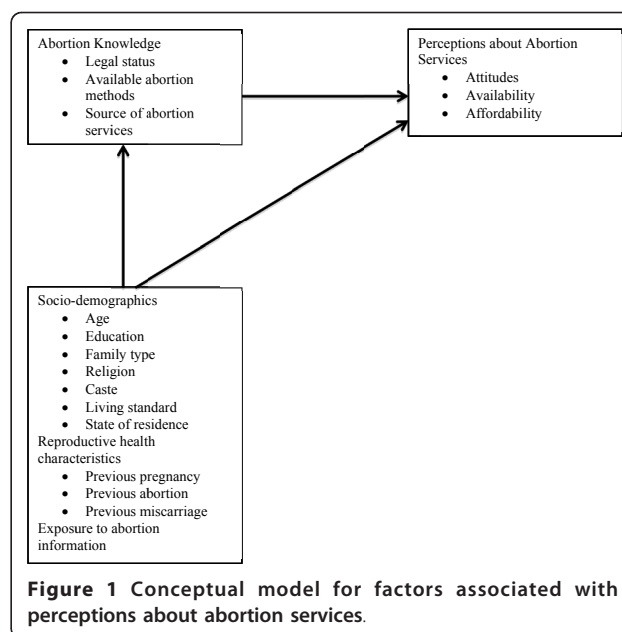 Abortion Knowledge
• Legal status
• Available abortion
methods
• Source of abortion
services
Perceptions about Abortion
Services
• Attitudes
• Availability
• Affordability
Socio-demographics
• Age
• Education
• Family type
• Religion
• Caste
• Living standard
• State of residence
Reproductive health
characteristics
• Previous pregnancy
• Previous abortion
• Previous miscarriage
Exposure to abortion
information
Figure 1 Conceptual model for factors associated with
perceptions about abortion services.